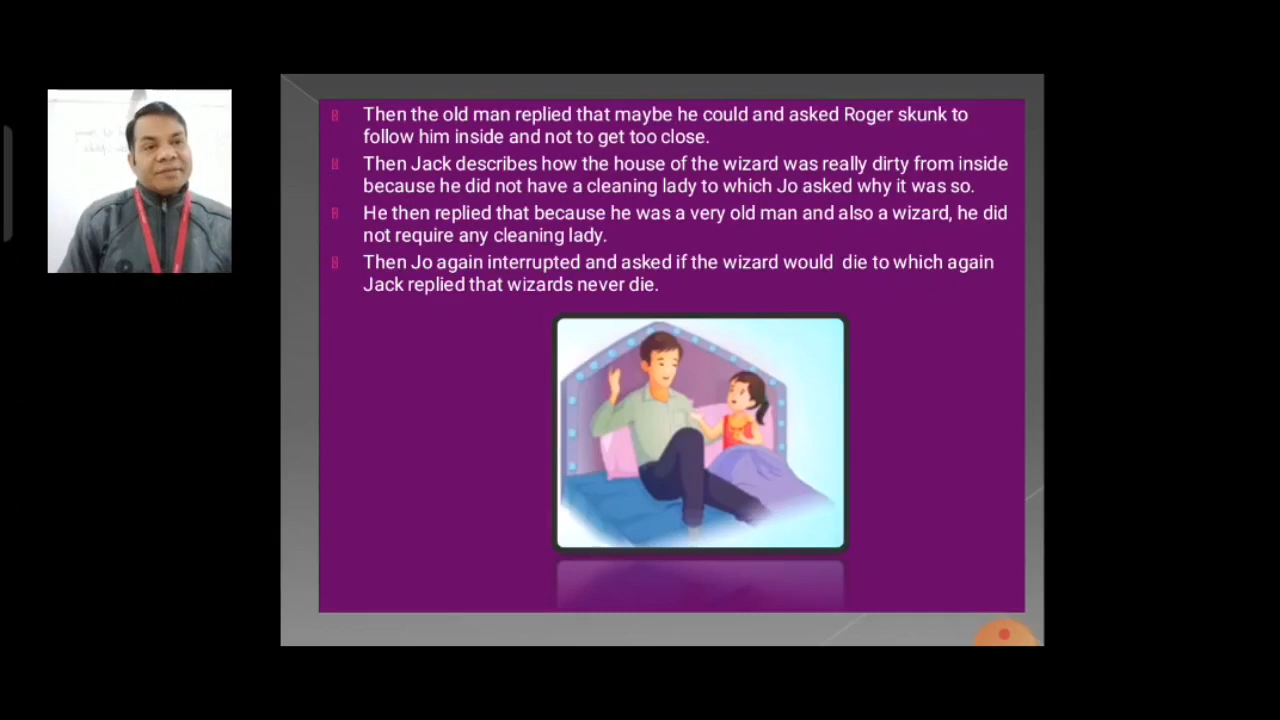 Then the old man replied that maybe he could and asked Roger skunk to
follow him inside and not to get too close.
Then Jack describes how the house of the wizard was really dirty from inside
because he did not have a cleaning lady to which Jo asked why it was so.
He then replied that because he was a very old man and also a wizard, he did
not require any cleaning lady.
Then Jo again interrupted and asked if the wizard would  die to which again
Jack replied that wizards never die.